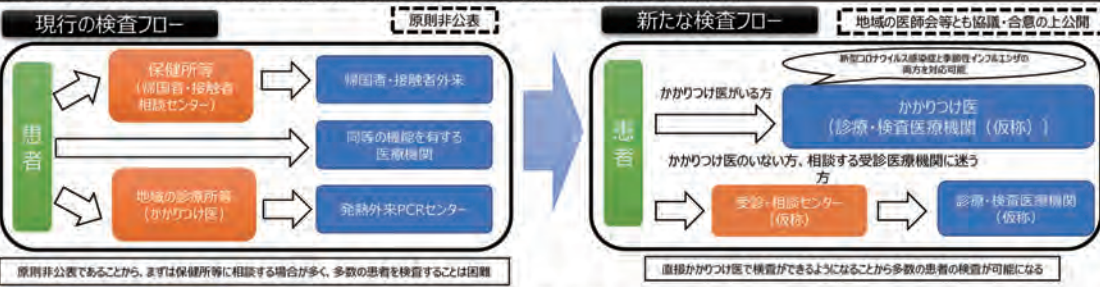 現行の検査フロー
原則非公表
患者
保健所等
(帰国者・接触者
相談センター)
帰国者・接触者外来
同等の機能を有する
医療機関
地域の診療所等
(かかりつけ医)
発熱外来PCRセンター
原則非公表であることから、まずは保健所等に相談する場合が多く、多数の患者を検査することは困難
新たな検査フロー
地域の医師会等とも協議・合意の上公開
新型コロナウイルス感染症と季節性インフルエンザの
両方を対応可能
患者
かかりつけ医がいる方
かかりつけ医
(診療・検査医療機関(仮称))
かかりつけ医のいない方、相談する受診医療機関に迷う
方
受診・相談センター
(仮称)
診療・検査医療機関
(仮称)
直接かかりつけ医で検査ができるようになることから多数の患者の検査が可能になる